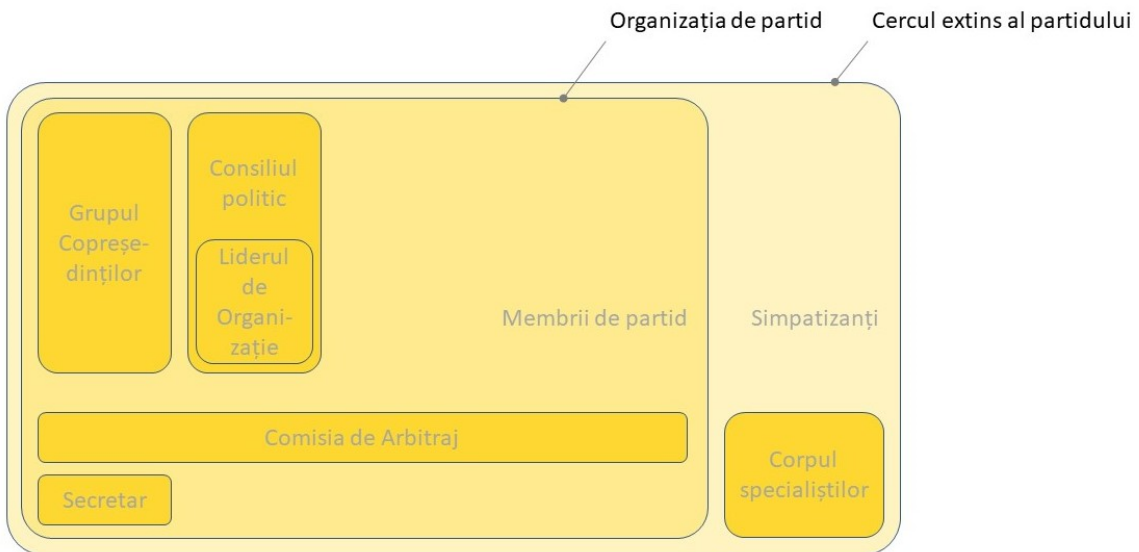 Organizația de partid
Cercul extins al partidului
Grupul
Copreșe-
dinților
Consiliul
politic
Liderul
de
Organi-
zație
Membrii de partid
Simpatizanți
Comisia de Arbitraj
Secretar
Corpul
specialiștilor